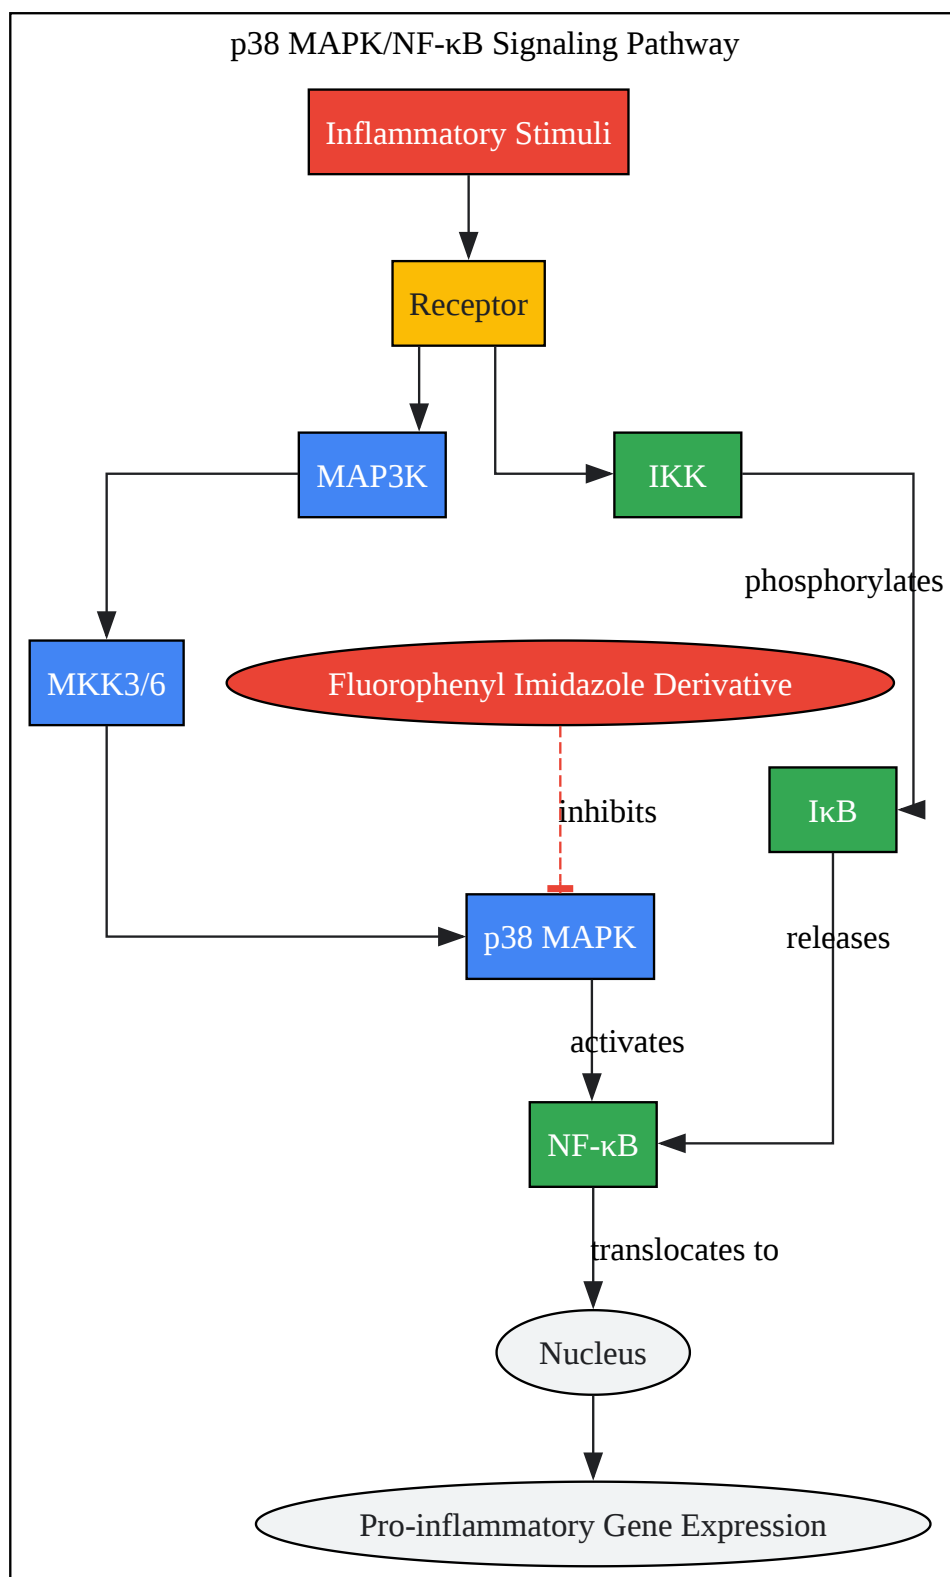 p38 MAPK/NF-κB Signaling Pathway
Inflammatory Stimuli
Receptor
MAP3K
IKK
phosphorylates
MKK3/6
Fluorophenyl Imidazole Derivative
inhibits
IκB
p38 MAPK
releases
activates
NF-κB
translocates to
Nucleus
Pro-inflammatory Gene Expression